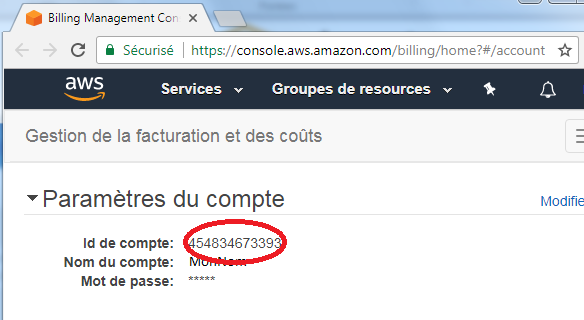 Billing Management Con
Sécurisé https://console.aws.amazon.com/billing/home?#/account
aws Services Groupes de resources
Gestion de la facturation et des coûts
Paramètres du compte Modifie
Id de compte: 454834673393
Nom du compte: MonNom
Mot de passe: *****